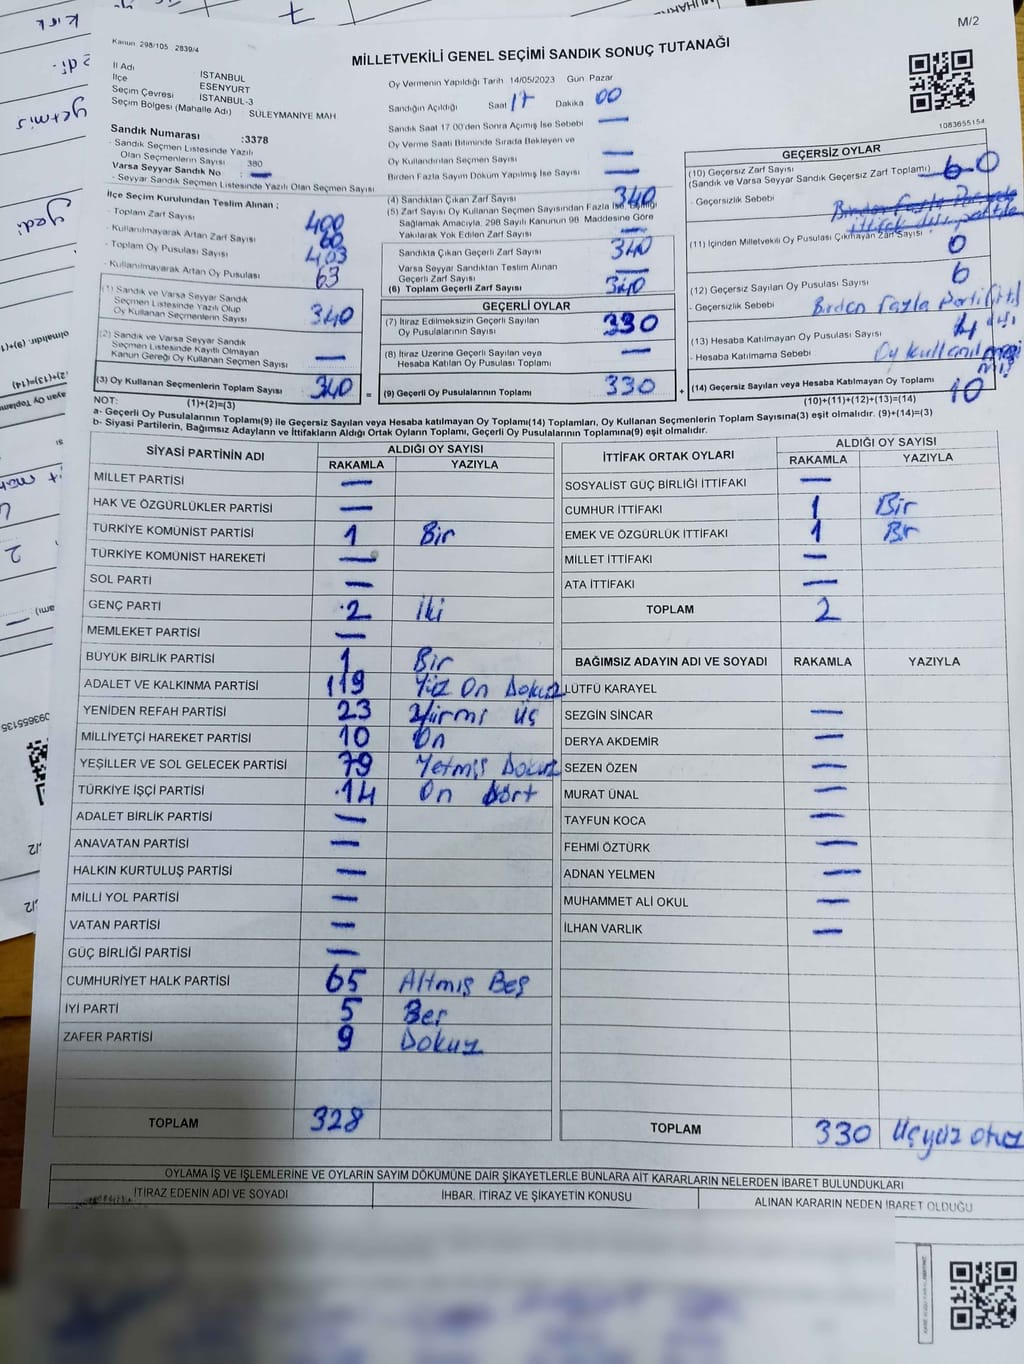 M/2
Kanun 298/105 2839/4
MİLLETVEKİLİ GENEL SEÇİMİ SANDIK SONUÇ TUTANAĞI
İl Adı İSTANBUL
İlçe ESENYURT
Seçim Çevresi İSTANBUL-3
Seçim Bölgesi (Mahalle Adı) SÜLEYMANİYE MAH
Sandık Numarası :3378
- Sandık Seçmen Listesinde Yazılı
Olan Seçmenlerin Sayısı 380
Varsa Seyyar Sandık No : —
- Seyyar Sandık Seçmen Listesinde Yazılı Olan Seçmen Sayısı
İlçe Seçim Kurulundan Teslim Alınan ;
- Toplam Zarf Sayısı 400
- Kullanılmayarak Artan Zarf Sayısı 60
- Toplam Oy Pusulası Sayısı 403
- Kullanılmayarak Artan Oy Pusulası 63
(1) Sandık ve Varsa Seyyar Sandık
Seçmen Listesinde Yazılı Olup
Oy Kullanan Seçmenlerin Sayısı 340
(2) Sandık ve Varsa Seyyar Sandık
Seçmen Listesinde Kayıtlı Olmayan
Kanun Gereği Oy Kullanan Seçmen Sayısı —
(3) Oy Kullanan Seçmenlerin Toplam Sayısı 340
(1)+(2)=(3)
Oy Vermenin Yapıldığı Tarih 14/05/2023 Gün Pazar
Sandığın Açıldığı Saat 17 Dakika 00
Sandık Saat 17 00'den Sonra Açılmış İse Sebebi —
Oy Verme Saati Bitiminde Sırada Bekleyen ve
Oy Kullandırılan Seçmen Sayısı —
Birden Fazla Sayım Döküm Yapılmış İse Sayısı —
(4) Sandıktan Çıkan Zarf Sayısı 340
(5) Zarf Sayısı Oy Kullanan Seçmen Sayısından Fazla İse, Eşitliği
Sağlamak Amacıyla, 298 Sayılı Kanunun 98. Maddesine Göre
Yakılarak Yok Edilen Zarf Sayısı —
Sandıkta Çıkan Geçerli Zarf Sayısı 340
Varsa Seyyar Sandıktan Teslim Alınan
Geçerli Zarf Sayısı —
(6) Toplam Geçerli Zarf Sayısı 340
GEÇERLİ OYLAR
(7) İtiraz Edilmeksizin Geçerli Sayılan
Oy Pusulalarının Sayısı 330
(8) İtiraz Üzerine Geçerli Sayılan veya
Hesaba Katılan Oy Pusulası Toplamı —
= (9) Geçerli Oy Pusulalarının Toplamı 330 +
1083655154
GEÇERSİZ OYLAR
(10) Geçersiz Zarf Sayısı
(Sandık ve Varsa Seyyar Sandık Geçersiz Zarf Toplamı) 0
- Geçersizlik Sebebi
(11) İçinden Milletvekili Oy Pusulası Çıkmayan Zarf Sayısı 0
(12) Geçersiz Sayılan Oy Pusulası Sayısı 6
- Geçersizlik Sebebi Birden fazla Parti
(13) Hesaba Katılmayan Oy Pusulası Sayısı 4
- Hesaba Katılmama Sebebi Oy kullanılmamış
(14) Geçersiz Sayılan veya Hesaba Katılmayan Oy Toplamı 10
(10)+(11)+(12)+(13)=(14)
NOT:
a- Geçerli Oy Pusulalarının Toplamı(9) ile Geçersiz Sayılan veya Hesaba katılmayan Oy Toplamı(14) Toplamları, Oy Kullanan Seçmenlerin Toplam Sayısına(3) eşit olmalıdır. (9)+(14)=(3)
b- Siyasi Partilerin, Bağımsız Adayların ve İttifakların Aldığı Ortak Oyların Toplamı, Geçerli Oy Pusulalarının Toplamına(9) eşit olmalıdır.
SİYASİ PARTİNİN ADI ALDIĞI OY SAYISI
RAKAMLA YAZIYLA
MİLLET PARTİSİ —
HAK VE ÖZGÜRLÜKLER PARTİSİ —
TÜRKİYE KOMÜNİST PARTİSİ 1 Bir
TÜRKİYE KOMÜNİST HAREKETİ —
SOL PARTİ —
GENÇ PARTİ 2 İki
MEMLEKET PARTİSİ —
BÜYÜK BİRLİK PARTİSİ 1 Bir
ADALET VE KALKINMA PARTİSİ 119 Yüz On Dokuz
YENİDEN REFAH PARTİSİ 23 Yirmi üç
MİLLİYETÇİ HAREKET PARTİSİ 10 On
YEŞİLLER VE SOL GELECEK PARTİSİ 79 Yetmiş Dokuz
TÜRKİYE İŞÇİ PARTİSİ 14 On dört
ADALET BİRLİK PARTİSİ —
ANAVATAN PARTİSİ —
HALKIN KURTULUŞ PARTİSİ —
MİLLİ YOL PARTİSİ —
VATAN PARTİSİ —
GÜÇ BİRLİĞİ PARTİSİ —
CUMHURİYET HALK PARTİSİ 65 Altmış Beş
İYİ PARTİ 5 Beş
ZAFER PARTİSİ 9 Dokuz
TOPLAM 328
İTTİFAK ORTAK OYLARI ALDIĞI OY SAYISI
RAKAMLA YAZIYLA
SOSYALİST GÜÇ BİRLİĞİ İTTİFAKI —
CUMHUR İTTİFAKI 1 Bir
EMEK VE ÖZGÜRLÜK İTTİFAKI 1 Br
MİLLET İTTİFAKI —
ATA İTTİFAKI —
TOPLAM 2
BAĞIMSIZ ADAYIN ADI VE SOYADI RAKAMLA YAZIYLA
LÜTFÜ KARAYEL
SEZGİN SİNCAR —
DERYA AKDEMİR —
SEZEN ÖZEN —
MURAT ÜNAL —
TAYFUN KOCA —
FEHMİ ÖZTÜRK —
ADNAN YELMEN —
MUHAMMET ALİ OKUL —
İLHAN VARLIK —
TOPLAM 330 Üçyüz otuz
OYLAMA İŞ VE İŞLEMLERİNE VE OYLARIN SAYIM DÖKÜMÜNE DAİR ŞİKAYETLERLE BUNLARA AİT KARARLARIN NELERDEN İBARET BULUNDUKLARI
İTİRAZ EDENİN ADI VE SOYADI İHBAR, İTİRAZ VE ŞİKAYETİN KONUSU ALINAN KARARIN NEDEN İBARET OLDUĞU